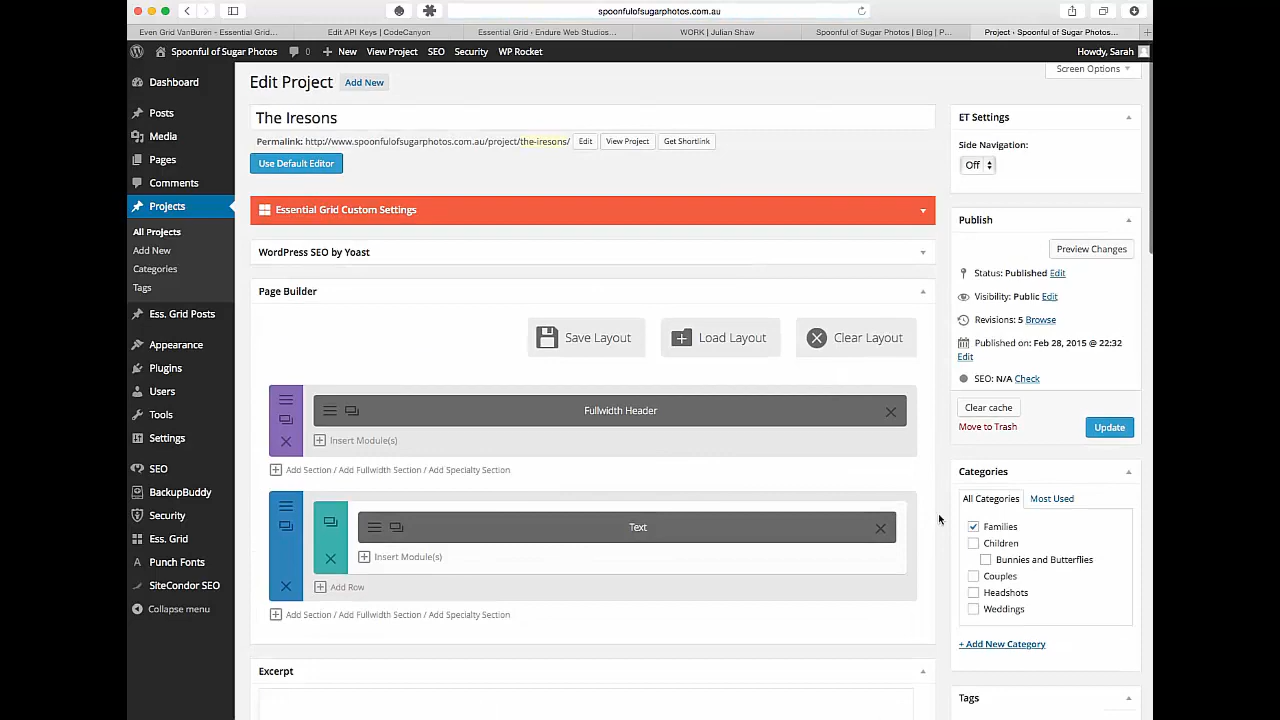 spoonfulofsugarphotos.com.au
Even Grid VanBuren - Essential Grid...
Edit API Keys | CodeCanyon
Essential Grid - Endure Web Studios...
WORK | Julian Shaw
Spoonful of Sugar Photos | Blog | P...
Project ‹ Spoonful of Sugar Photos...
Spoonful of Sugar Photos
0
New
View Project
SEO
Security
WP Rocket
Howdy, Sarah
Dashboard
Posts
Media
Pages
Comments
Projects
All Projects
Add New
Categories
Tags
Ess. Grid Posts
Appearance
Plugins
Users
Tools
Settings
SEO
BackupBuddy
Security
Ess. Grid
Punch Fonts
SiteCondor SEO
Collapse menu
Screen Options
Edit Project
Add New
The Iresons
Permalink: http://www.spoonfulofsugarphotos.com.au/project/the-iresons/
Edit
View Project
Get Shortlink
Use Default Editor
Essential Grid Custom Settings
WordPress SEO by Yoast
Page Builder
Save Layout
Load Layout
Clear Layout
Fullwidth Header
Insert Module(s)
Add Section / Add Fullwidth Section / Add Specialty Section
Text
Insert Module(s)
Add Row
Add Section / Add Fullwidth Section / Add Specialty Section
Excerpt
ET Settings
Side Navigation:
Off
Publish
Preview Changes
Status: Published Edit
Visibility: Public Edit
Revisions: 5 Browse
Published on: Feb 28, 2015 @ 22:32
Edit
SEO: N/A Check
Clear cache
Move to Trash
Update
Categories
All Categories
Most Used
Families
Children
Bunnies and Butterflies
Couples
Headshots
Weddings
+ Add New Category
Tags